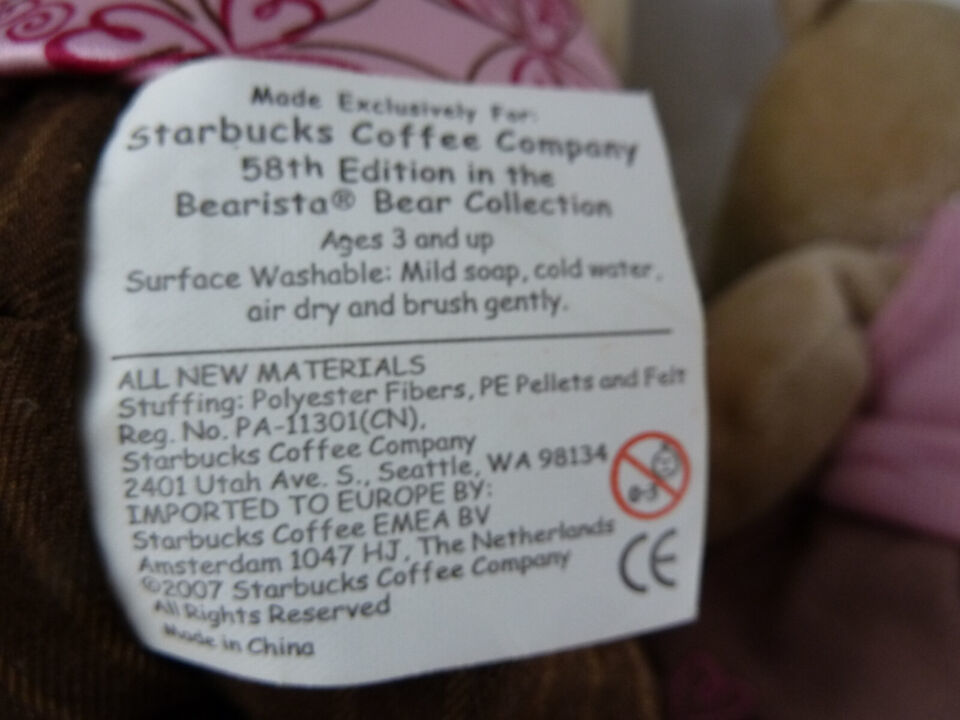 Made Exclusively For:
Starbucks Coffee Company
58th Edition in the
Bearista® Bear Collection
Ages 3 and up
Surface Washable: Mild soap, cold water,
air dry and brush gently.
ALL NEW MATERIALS
Stuffing: Polyester Fibers, PE Pellets and Felt
Reg. No. PA-11301(CN).
Starbucks Coffee Company
2401 Utah Ave. S., Seattle, WA 98134
IMPORTED TO EUROPE BY:
Starbucks Coffee EMEA BV
Amsterdam 1047 HJ, The Netherlands
©2007 Starbucks Coffee Company
All Rights Reserved
Made in China
0-3
CE